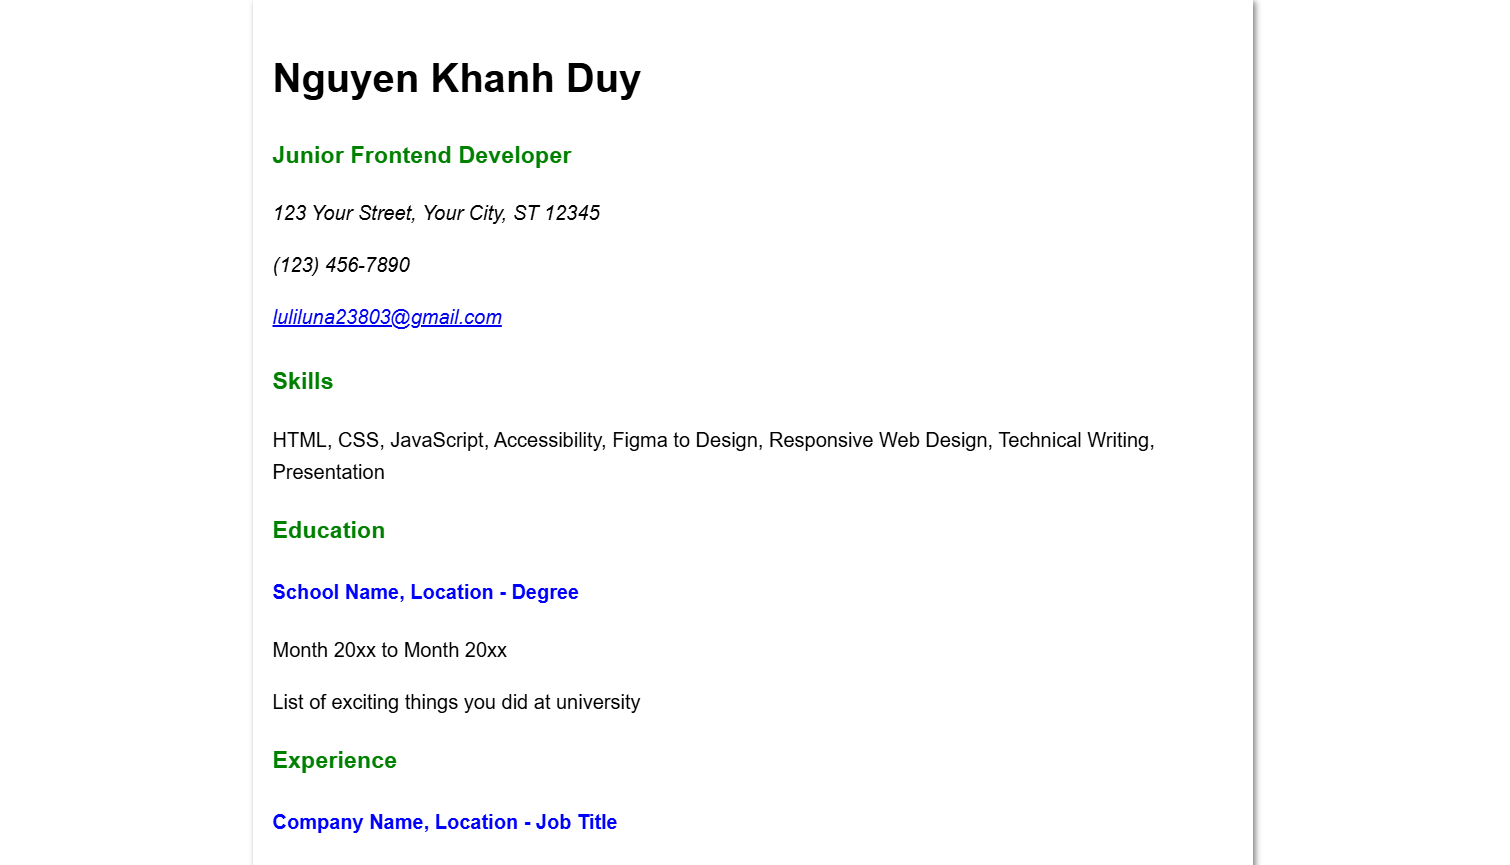 Nguyen Khanh Duy
Junior Frontend Developer
123 Your Street, Your City, ST 12345
(123) 456-7890
luliluna23803@gmail.com
Skills
HTML, CSS, JavaScript, Accessibility, Figma to Design, Responsive Web Design, Technical Writing,
Presentation
Education
School Name, Location - Degree
Month 20xx to Month 20xx
List of exciting things you did at university
Experience
Company Name, Location - Job Title